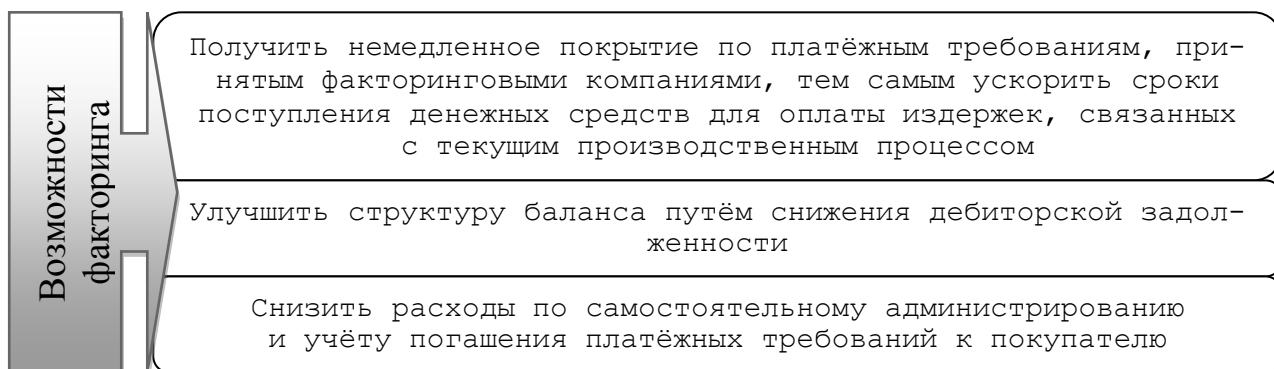 Возможности
факторинга
Получить немедленное покрытие по платёжным требованиям, при-
нятым факторинговыми компаниями, тем самым ускорить сроки
поступления денежных средств для оплаты издержек, связанных
с текущим производственным процессом
Улучшить структуру баланса путём снижения дебиторской задол-
женности
Снизить расходы по самостоятельному администрированию
и учёту погашения платёжных требований к покупателю